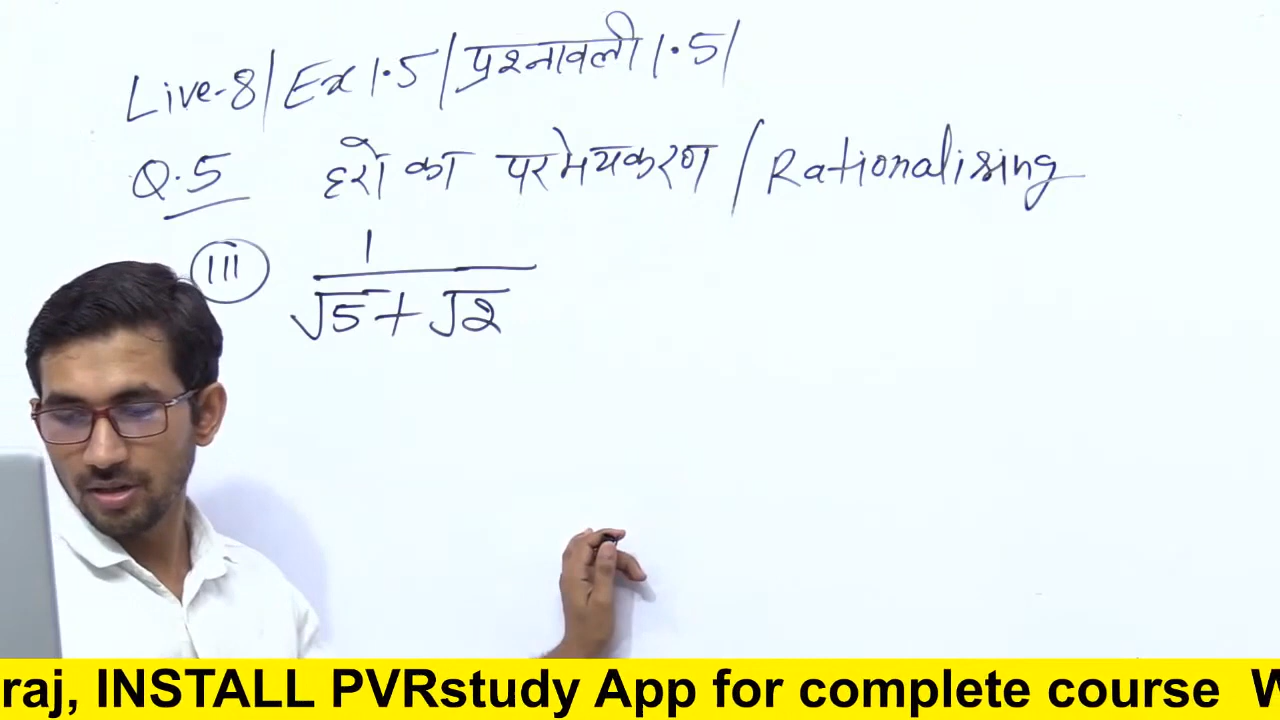 Live-8/ Ex 1.5/ प्रश्नावली 1.5/
Q.5 हरों का परमेयकरण / Rationalising
(III) 1
√5 + √2
raj, INSTALL PVRstudy App for complete course W